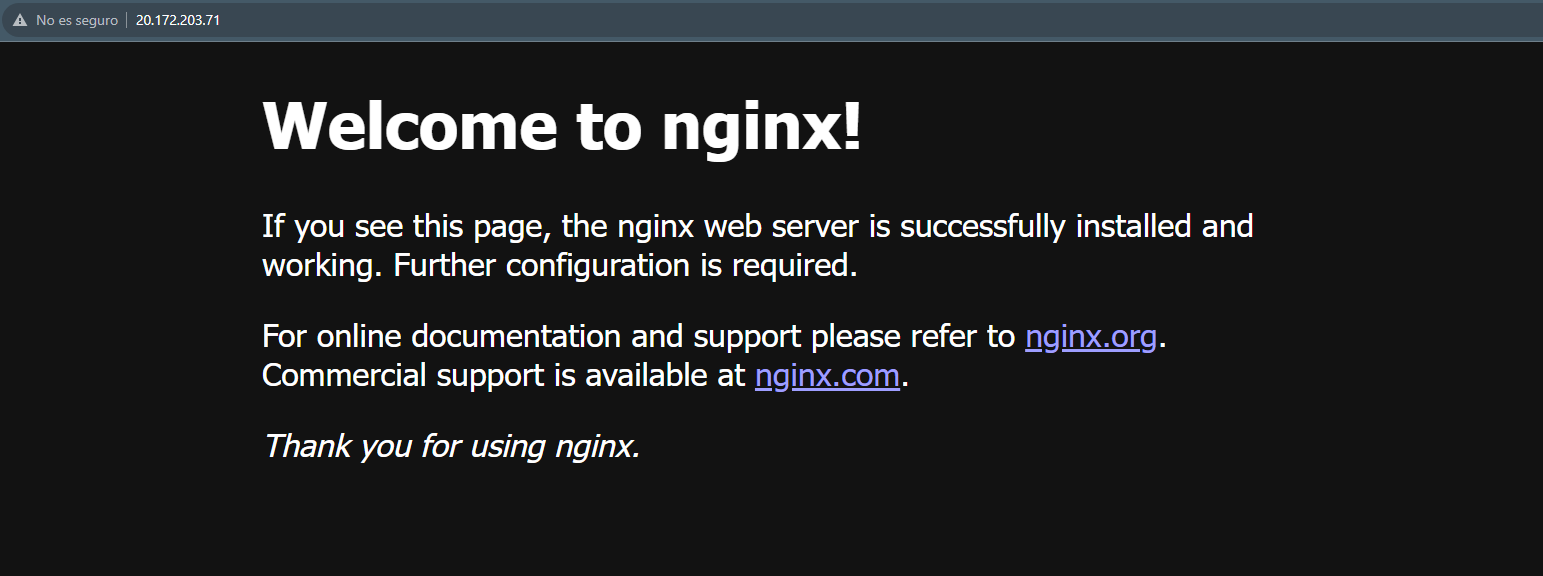 No es seguro | 20.172.203.71
Welcome to nginx!
If you see this page, the nginx web server is successfully installed and
working. Further configuration is required.
For online documentation and support please refer to nginx.org.
Commercial support is available at nginx.com.
Thank you for using nginx.